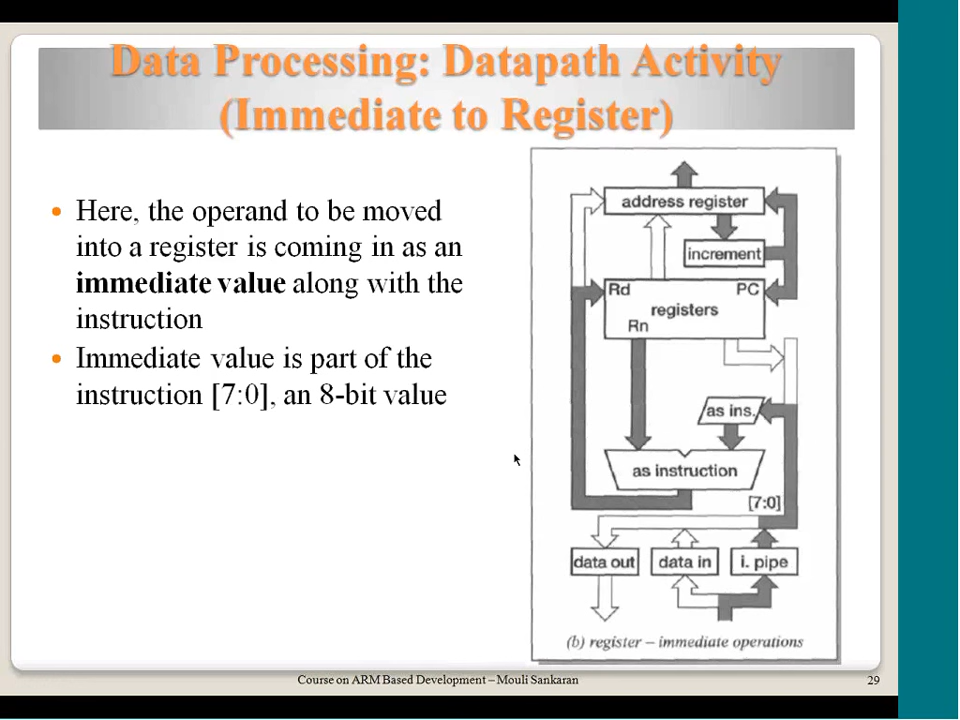 Data Processing: Datapath Activity
(Immediate to Register)
• Here, the operand to be moved
into a register is coming in as an
immediate value along with the
instruction
• Immediate value is part of the
instruction [7:0], an 8-bit value
address register
increment
Rd
PC
registers
Rn
as ins.
as instruction
[7:0]
data out
data in
i. pipe
(b) register – immediate operations
Course on ARM Based Development – Mouli Sankaran
29